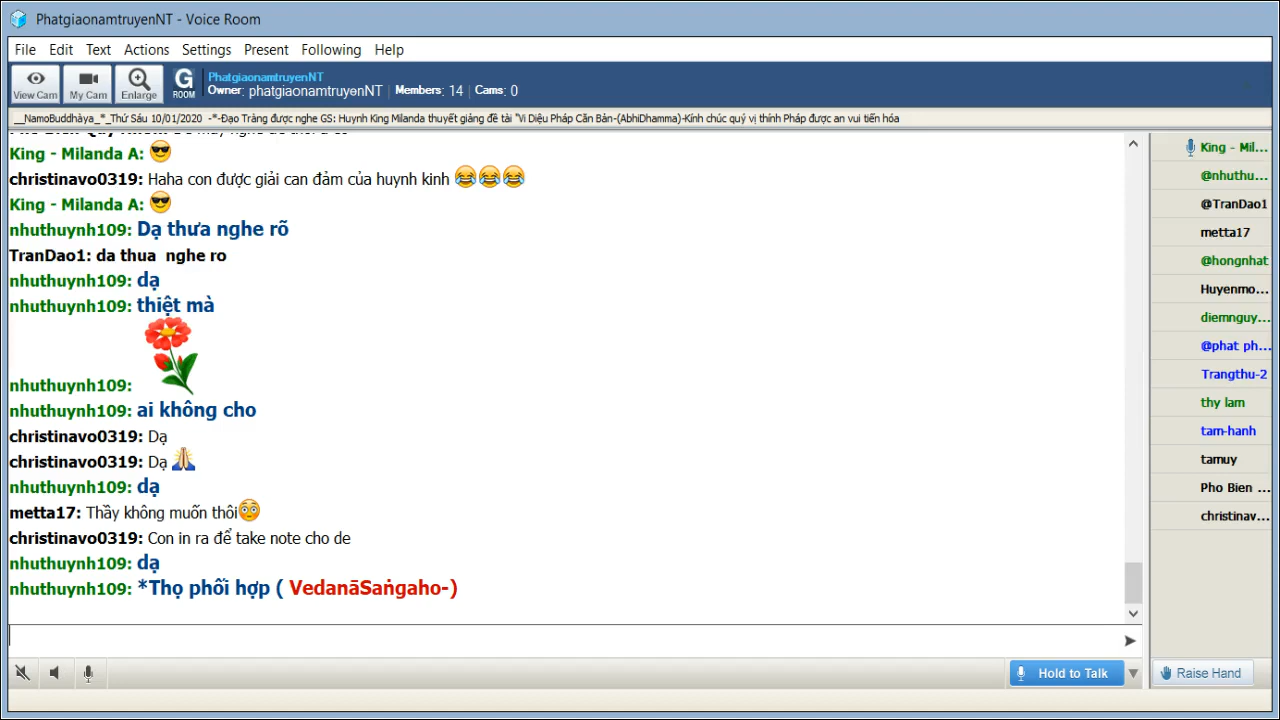 PhatgiaonamtruyenNT - Voice Room
File Edit Text Actions Settings Present Following Help
View Cam
My Cam
Enlarge
G ROOM
PhatgiaonamtruyenNT
Owner: phatgiaonamtruyenNT | Members: 14 | Cams: 0
__NamoBuddhàya_*_Thứ Sáu 10/01/2020 -*-Đạo Tràng được nghe GS: Huynh King Milanda thuyết giảng đề tài "Vi Diệu Pháp Căn Bản-(AbhiDhamma)-Kính chúc quý vị thính Pháp được an vui tiến hóa
King - Milanda A:
christinavo0319: Haha con được giải can đảm của huynh kinh
King - Milanda A:
nhuthuynh109: Dạ thưa nghe rõ
TranDao1: da thua nghe ro
nhuthuynh109: dạ
nhuthuynh109: thiệt mà
nhuthuynh109:
nhuthuynh109: ai không cho
christinavo0319: Dạ
christinavo0319: Dạ
nhuthuynh109: dạ
metta17: Thầy không muốn thôi
christinavo0319: Con in ra để take note cho de
nhuthuynh109: dạ
nhuthuynh109: *Thọ phối hợp ( VedanāSaṅgaho-)
King - Mil...
@nhuthu...
@TranDao1
metta17
@hongnhat
Huyenmo...
diemnguy...
@phat ph...
Trangthu-2
thy lam
tam-hanh
tamuy
Pho Bien ...
christinav...
Hold to Talk
Raise Hand